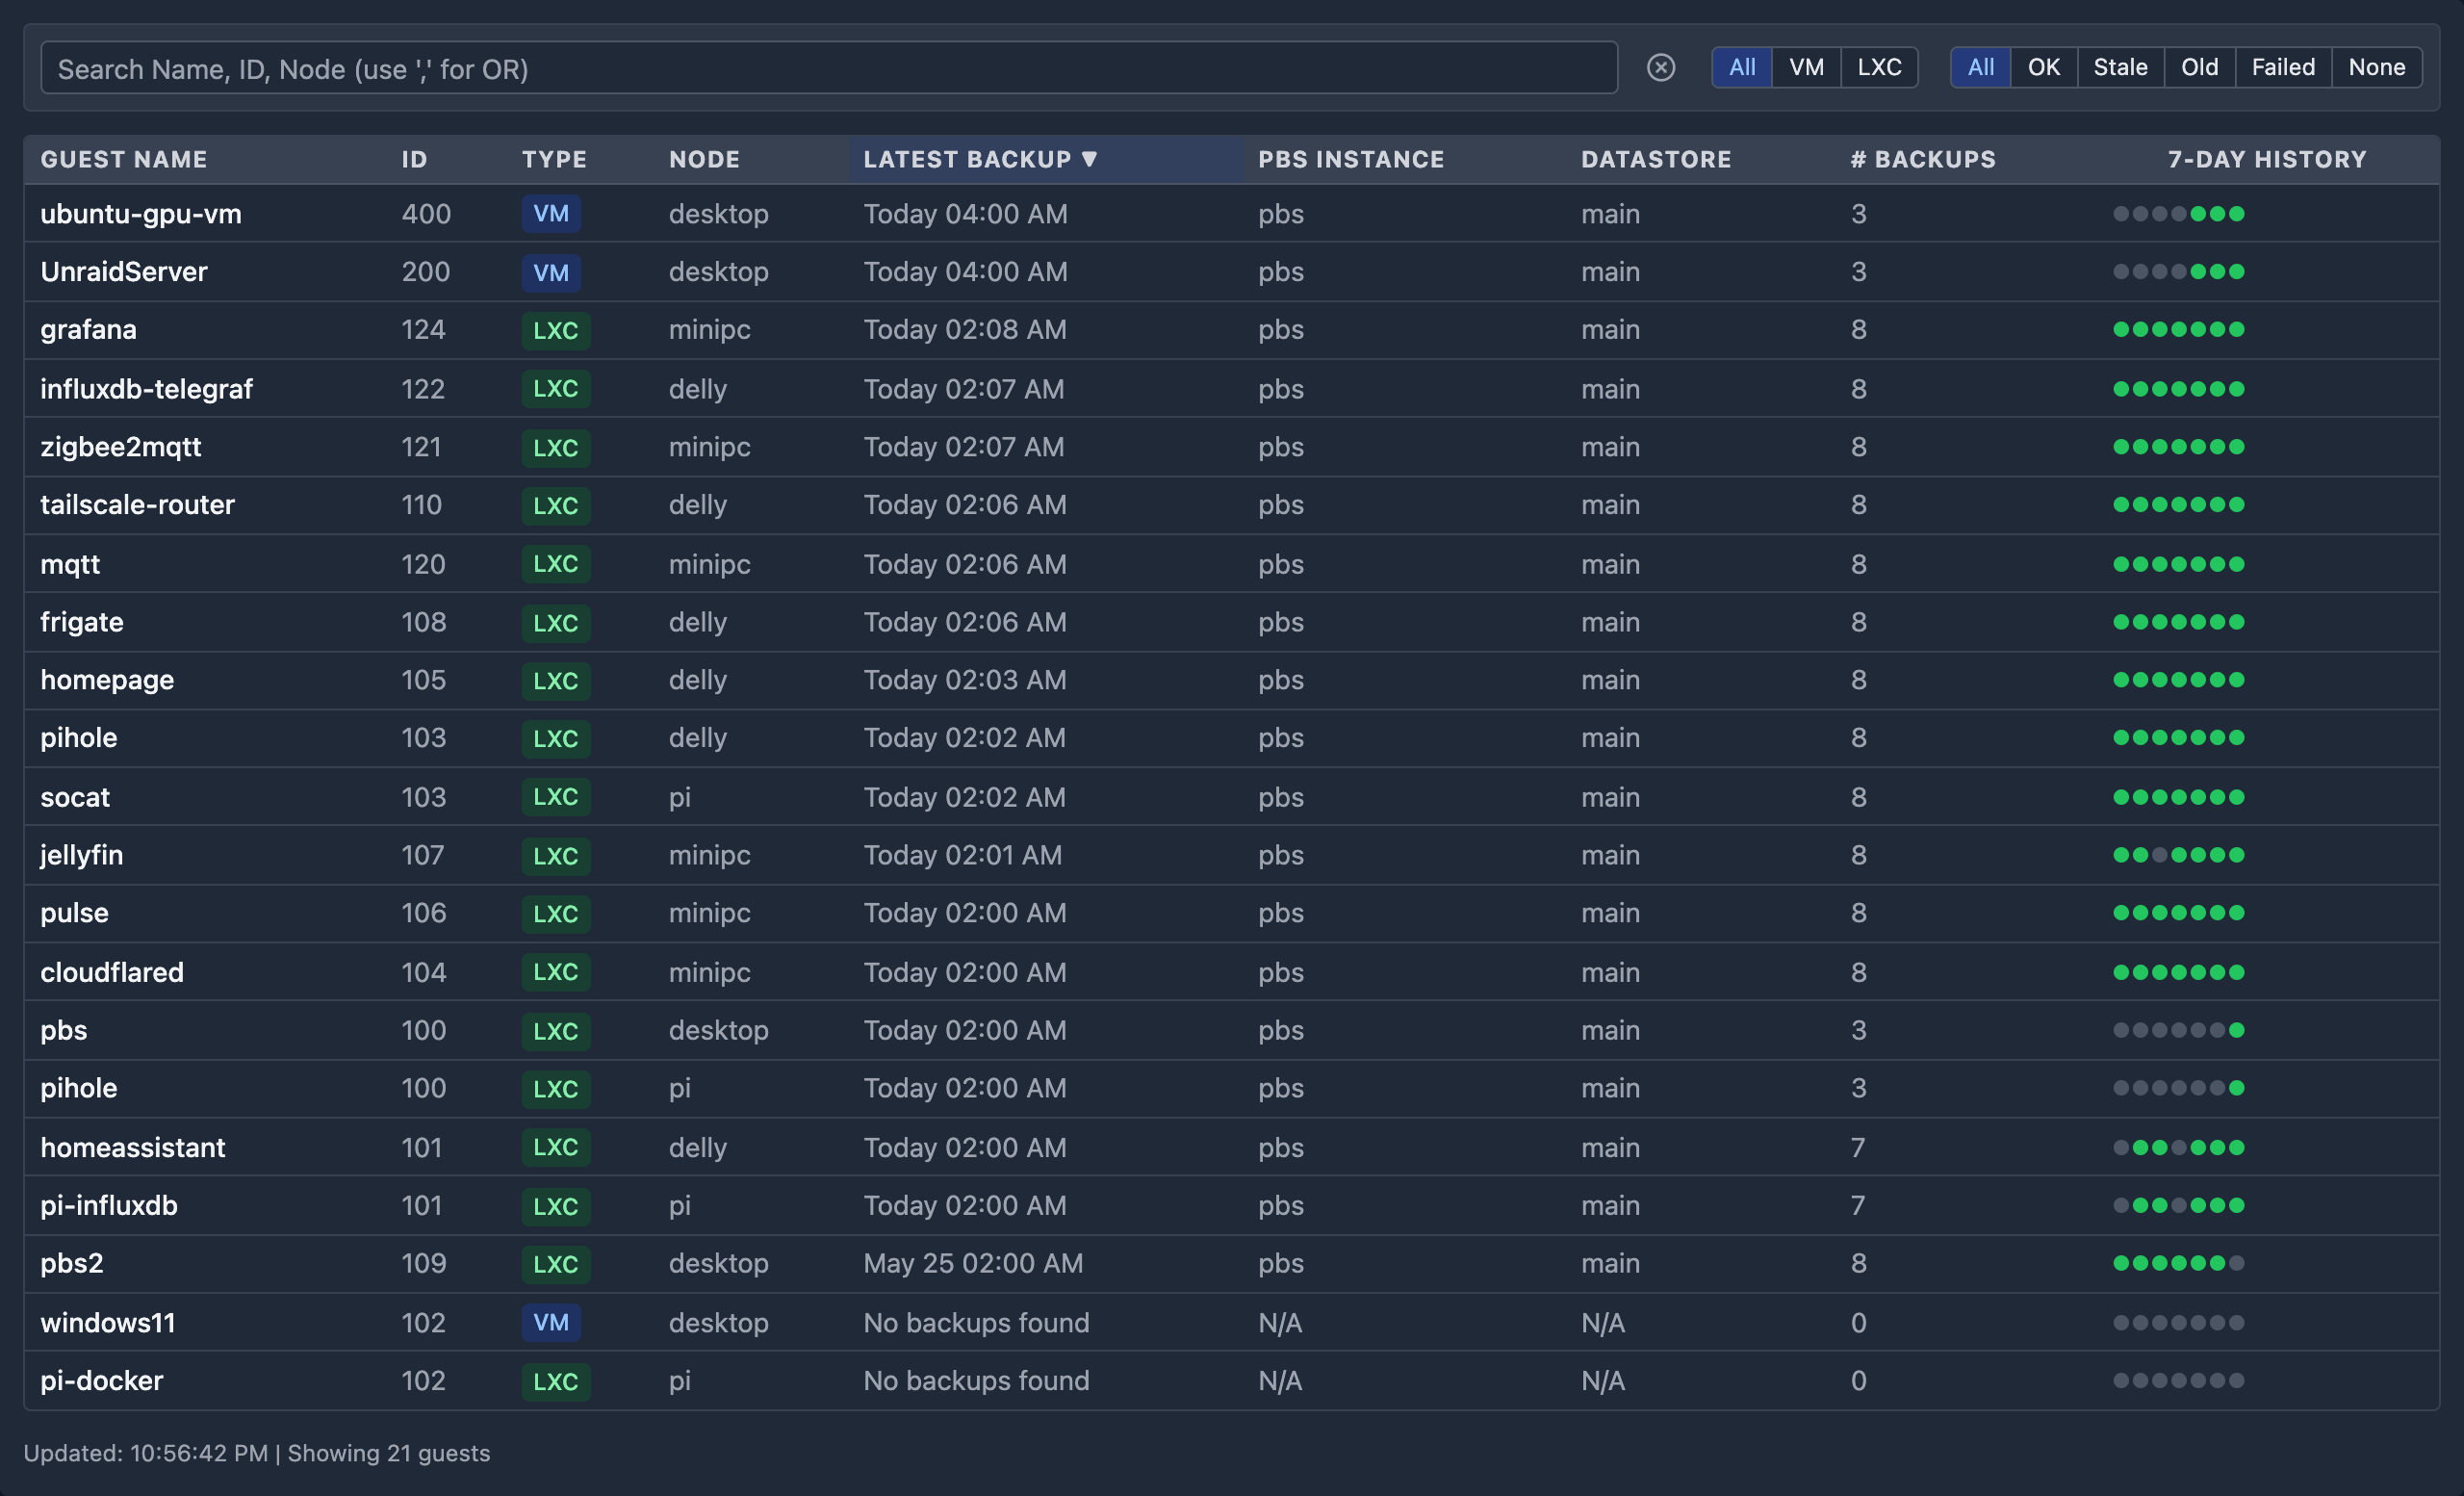 Search Name, ID, Node (use ',' for OR) All VM LXC All OK Stale Old Failed None
GUEST NAME ID TYPE NODE LATEST BACKUP ▼ PBS INSTANCE DATASTORE # BACKUPS 7-DAY HISTORY
ubuntu-gpu-vm 400 VM desktop Today 04:00 AM pbs main 3
UnraidServer 200 VM desktop Today 04:00 AM pbs main 3
grafana 124 LXC minipc Today 02:08 AM pbs main 8
influxdb-telegraf 122 LXC delly Today 02:07 AM pbs main 8
zigbee2mqtt 121 LXC minipc Today 02:07 AM pbs main 8
tailscale-router 110 LXC delly Today 02:06 AM pbs main 8
mqtt 120 LXC minipc Today 02:06 AM pbs main 8
frigate 108 LXC delly Today 02:06 AM pbs main 8
homepage 105 LXC delly Today 02:03 AM pbs main 8
pihole 103 LXC delly Today 02:02 AM pbs main 8
socat 103 LXC pi Today 02:02 AM pbs main 8
jellyfin 107 LXC minipc Today 02:01 AM pbs main 8
pulse 106 LXC minipc Today 02:00 AM pbs main 8
cloudflared 104 LXC minipc Today 02:00 AM pbs main 8
pbs 100 LXC desktop Today 02:00 AM pbs main 3
pihole 100 LXC pi Today 02:00 AM pbs main 3
homeassistant 101 LXC delly Today 02:00 AM pbs main 7
pi-influxdb 101 LXC pi Today 02:00 AM pbs main 7
pbs2 109 LXC desktop May 25 02:00 AM pbs main 8
windows11 102 VM desktop No backups found N/A N/A 0
pi-docker 102 LXC pi No backups found N/A N/A 0
Updated: 10:56:42 PM | Showing 21 guests